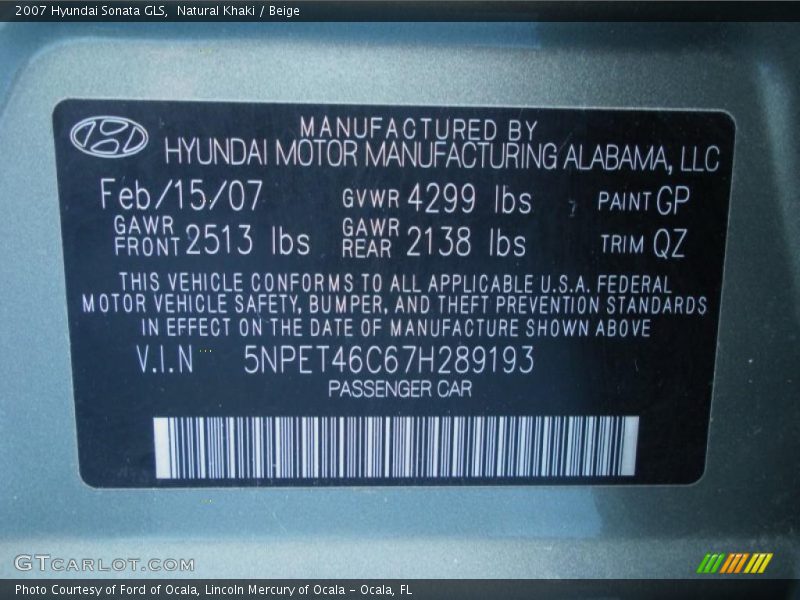 2007 Hyundai Sonata GLS,  Natural Khaki / Beige
MANUFACTURED BY
HYUNDAI MOTOR MANUFACTURING ALABAMA, LLC
Feb/15/07 GVWR 4299 lbs PAINT GP
GAWR FRONT 2513 lbs GAWR REAR 2138 lbs TRIM QZ
THIS VEHICLE CONFORMS TO ALL APPLICABLE U.S.A. FEDERAL
MOTOR VEHICLE SAFETY, BUMPER, AND THEFT PREVENTION STANDARDS
IN EFFECT ON THE DATE OF MANUFACTURE SHOWN ABOVE
V.I.N 5NPET46C67H289193
PASSENGER CAR
GTCARLOT.COM
Photo Courtesy of Ford of Ocala, Lincoln Mercury of Ocala - Ocala, FL